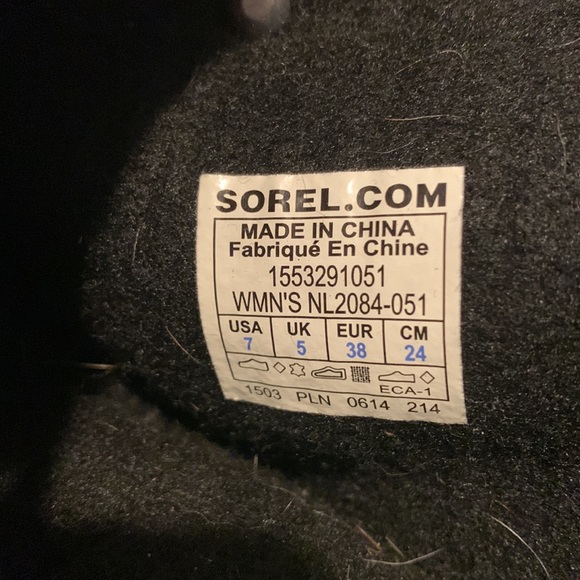 SOREL.COM
MADE IN CHINA
Fabriqué En Chine
1553291051
WMN'S NL2084-051
USA UK EUR CM
7 5 38 24
ECA-1
1503 PLN 0614 214